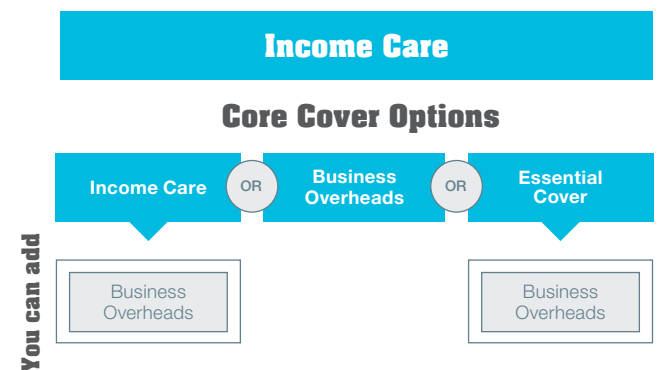 Income Care
Core Cover Options
Income Care
OR
Business
Overheads
OR
Essential
Cover
You can add
Business
Overheads
Business
Overheads